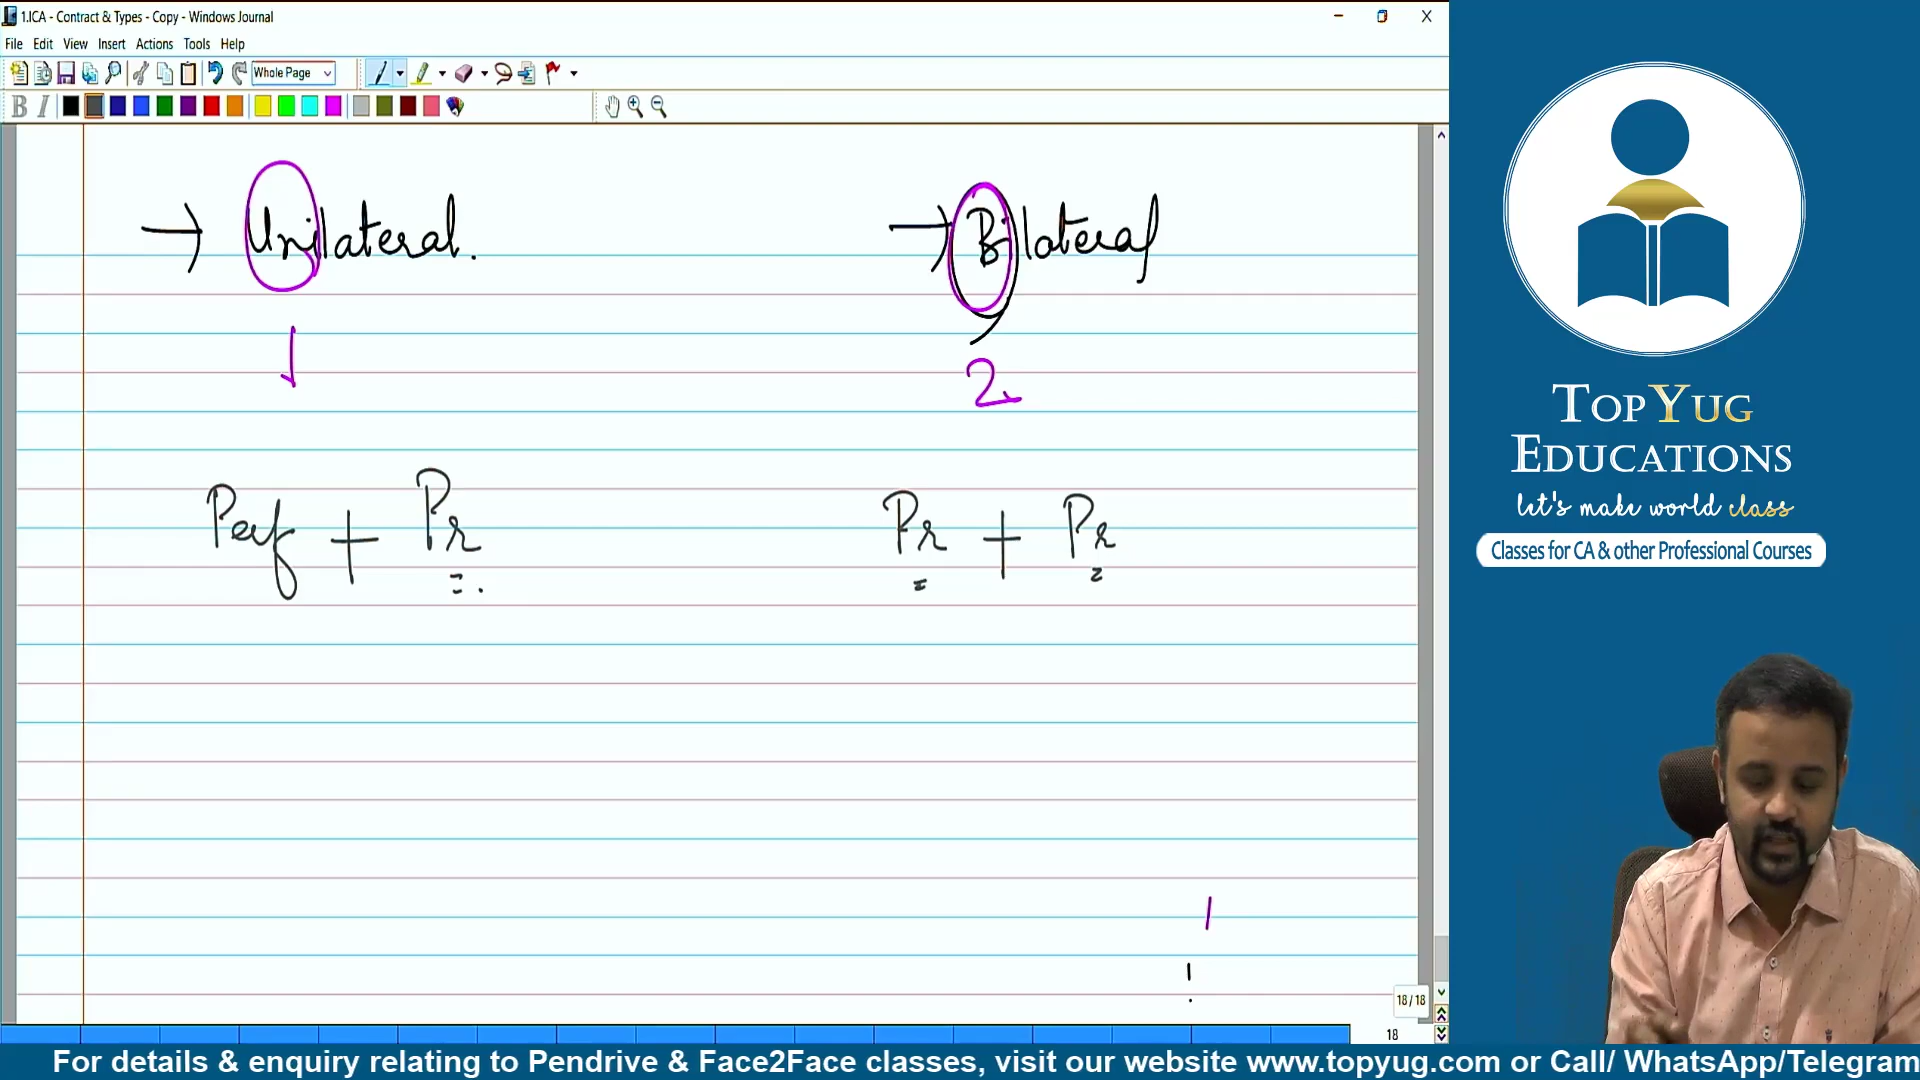 1.ICA - Contract & Types - Copy - Windows Journal
File Edit View Insert Actions Tools Help
Whole Page
B I
→ Unilateral.
→ Bilateral
1
2
Perf + Pr
Pr + Pr
18 / 18
18
TOPYUG
EDUCATIONS
let's make world class
Classes for CA & other Professional Courses
For details & enquiry relating to Pendrive & Face2Face classes, visit our website www.topyug.com or Call/ WhatsApp/Telegram